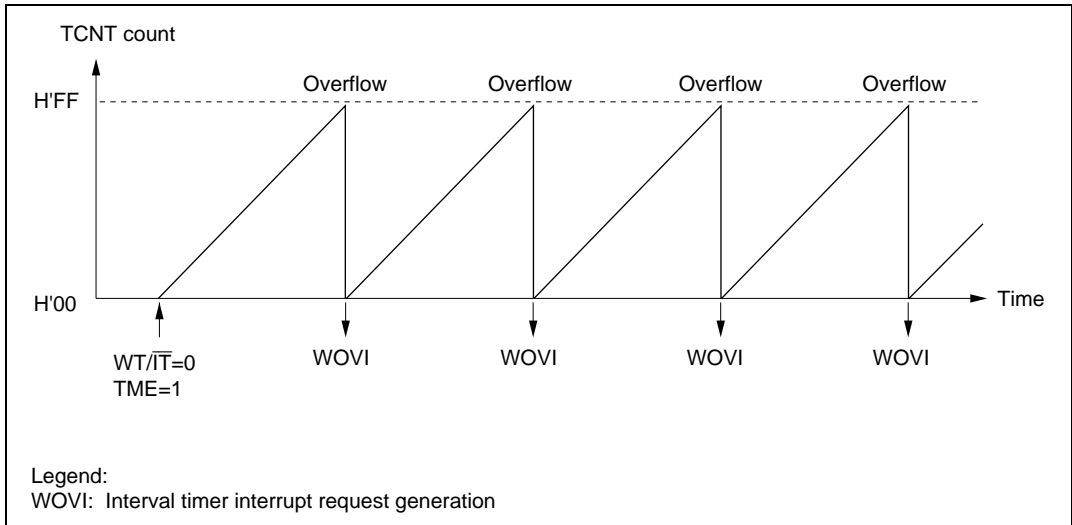 TCNT count
Overflow Overflow Overflow Overflow
H'FF
H'00
Time
WT/I̅T̅=0
TME=1
WOVI WOVI WOVI WOVI
Legend:
WOVI: Interval timer interrupt request generation